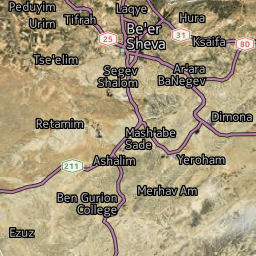 Peduyim
Laqye
Hura
Tifrah
Urim
Be'er
Sheva
25
31
Ksaifa
80
Tse'elim
Segev
Shalom
Ar'ara
BaNegev
Dimona
Retamim
Mash'abe
Sade
211
Ashalim
Yeroham
Ben Gurion
College
Merhav Am
Ezuz